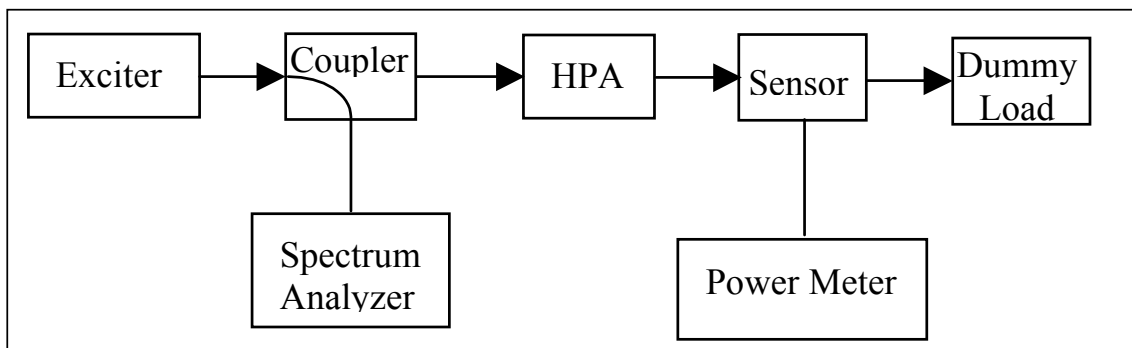 Exciter
Coupler
HPA
Sensor
Dummy
Load
Spectrum
Analyzer
Power Meter